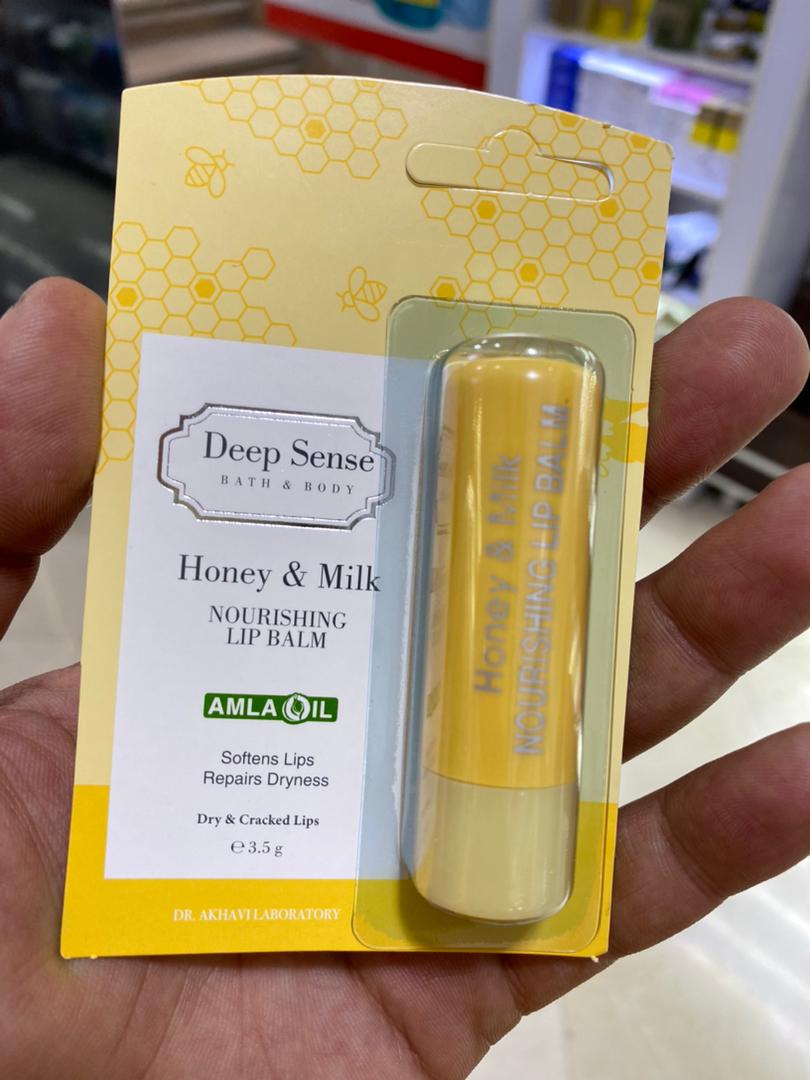 Deep Sense
BATH & BODY
Honey & Milk
NOURISHING
LIP BALM
AMLA OIL
Softens Lips
Repairs Dryness
Dry & Cracked Lips
℮ 3.5 g
DR. AKHAVI LABORATORY
Honey & Milk
NOURISHING LIP BALM